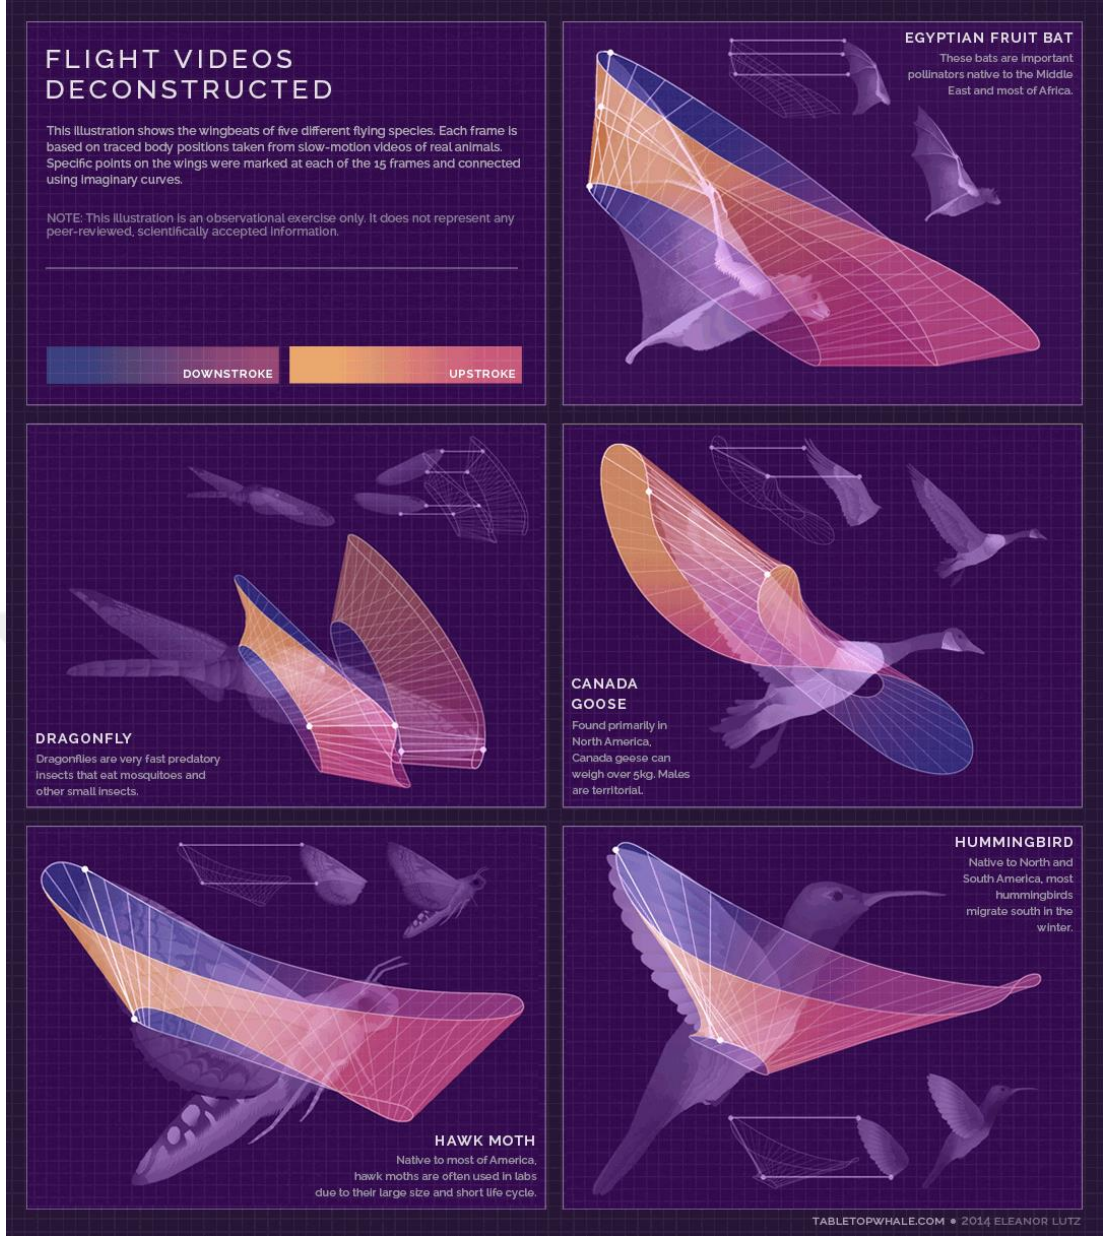 FLIGHT VIDEOS
DECONSTRUCTED
This illustration shows the wingbeats of five different flying species. Each frame is
based on traced body positions taken from slow-motion videos of real animals.
Specific points on the wings were marked at each of the 15 frames and connected
using imaginary curves.
NOTE: This illustration is an observational exercise only. It does not represent any
peer-reviewed, scientifically accepted information.
DOWNSTROKE
UPSTROKE
EGYPTIAN FRUIT BAT
These bats are important
pollinators native to the Middle
East and most of Africa.
DRAGONFLY
Dragonflies are very fast predatory
insects that eat mosquitoes and
other small insects.
CANADA
GOOSE
Found primarily in
North America,
Canada geese can
weigh over 5kg. Males
are territorial.
HAWK MOTH
Native to most of America,
hawk moths are often used in labs
due to their large size and short life cycle.
HUMMINGBIRD
Native to North and
South America, most
hummingbirds
migrate south in the
winter.
TABLETOPWHALE.COM • 2014 ELEANOR LUTZ